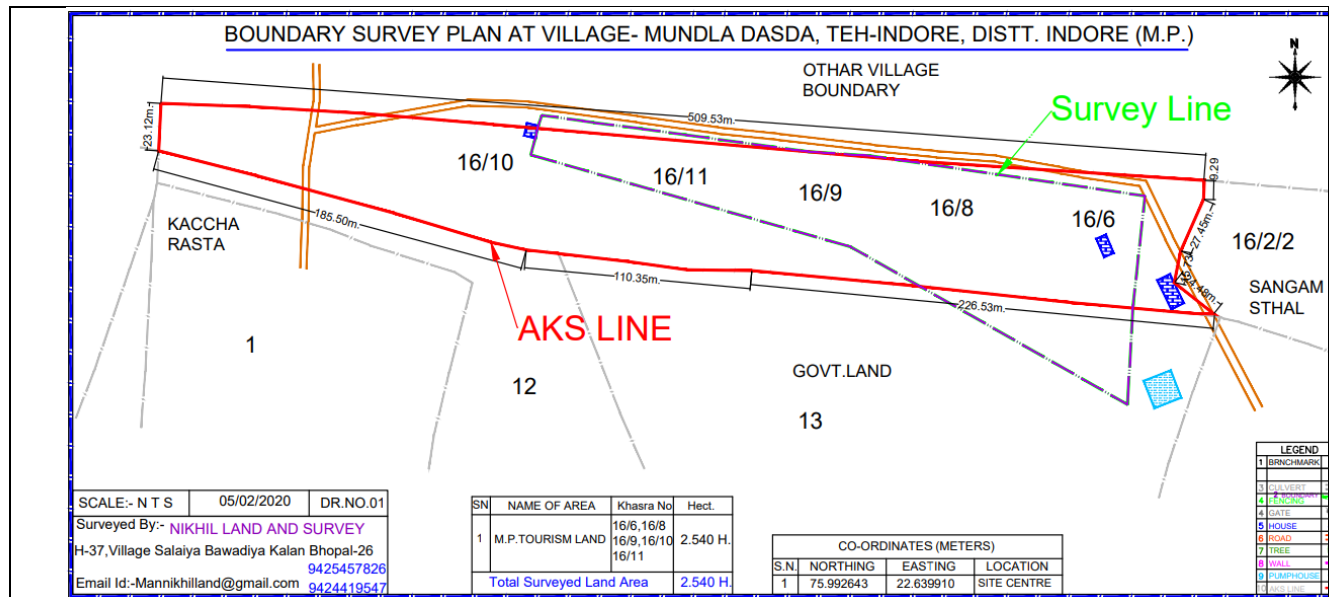 BOUNDARY SURVEY PLAN AT VILLAGE- MUNDLA DASDA, TEH-INDORE, DISTT. INDORE (M.P.)
N
OTHAR VILLAGE
BOUNDARY
Survey Line
509.53m.
23.12m.
9.29
16/10
16/11
16/9
16/8
16/6
16/2/2
27.45m.
24.48m.
KACCHA
RASTA
185.50m.
110.35m.
226.53m.
SANGAM
STHAL
AKS LINE
1
12
GOVT.LAND
13
SCALE:- N T S 05/02/2020 DR.NO.01
Surveyed By:- NIKHIL LAND AND SURVEY
H-37,Village Salaiya Bawadiya Kalan Bhopal-26
9425457826
Email Id:-Mannikhilland@gmail.com 9424419547
SN NAME OF AREA Khasra No Hect.
1 M.P.TOURISM LAND 16/6,16/8 16/9,16/10 16/11 2.540 H.
Total Surveyed Land Area 2.540 H.
CO-ORDINATES (METERS)
S.N. NORTHING EASTING LOCATION
1 75.992643 22.639910 SITE CENTRE
LEGEND
1 BRNCHMARK
2 BOUNDARY
3 CULVERT
4 FENCING
4 GATE
5 HOUSE
6 ROAD
7 TREE
8 WALL
9 PUMPHOUSE
10 AKS LINE